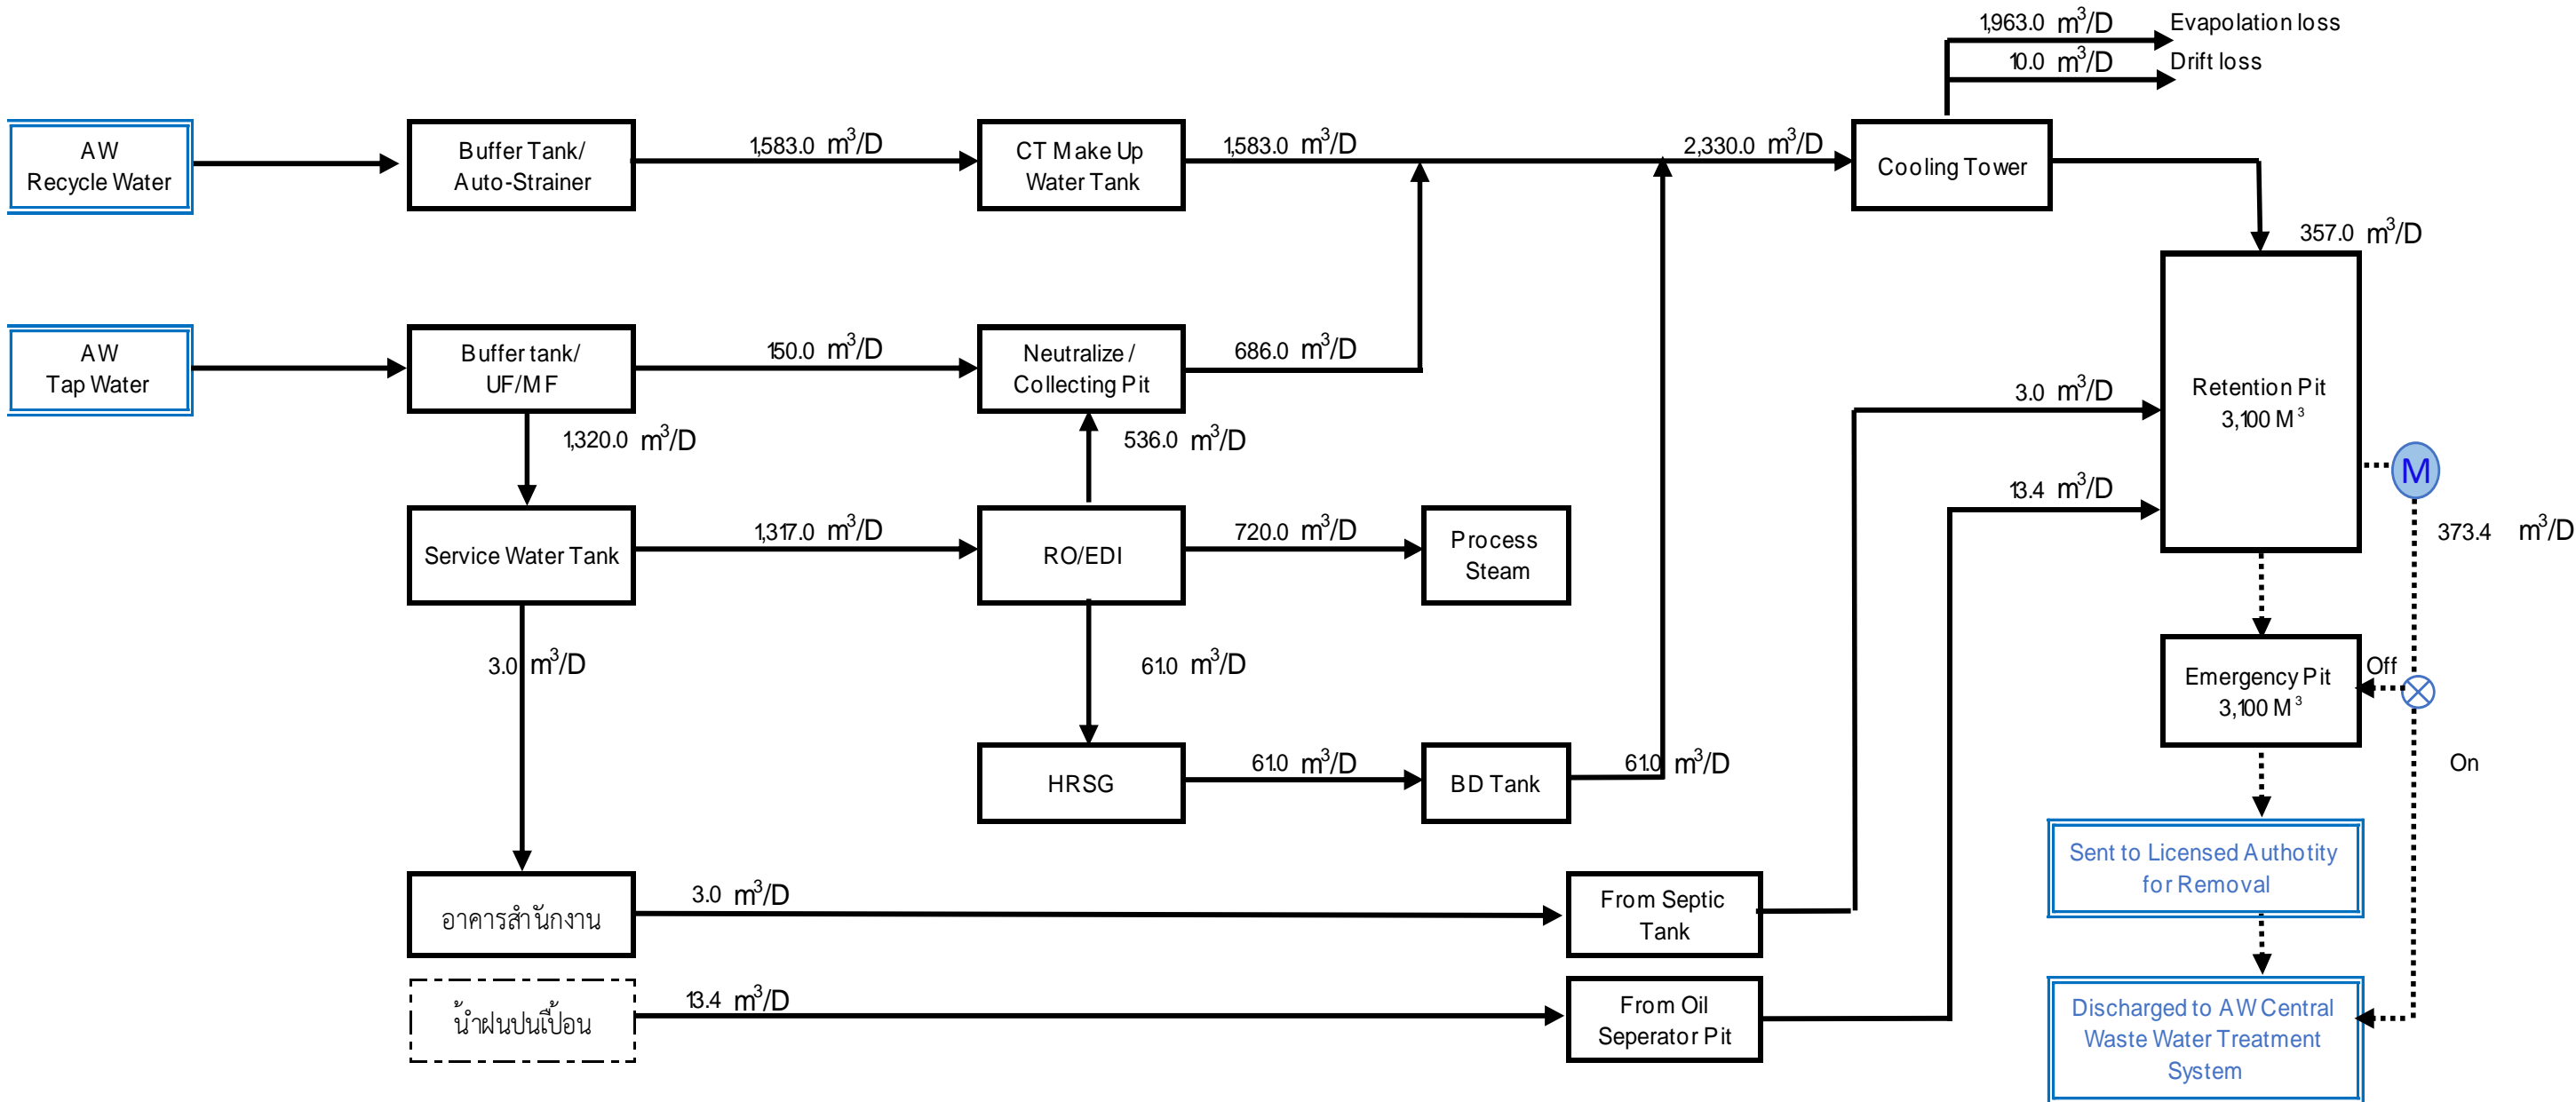 1,963.0 m³/D Evapolation loss
10.0 m³/D Drift loss
AW
Recycle Water
Buffer Tank/
Auto-Strainer
1,583.0 m³/D
CT Make Up
Water Tank
1,583.0 m³/D
2,330.0 m³/D
Cooling Tower
357.0 m³/D
AW
Tap Water
Buffer tank/
UF/MF
150.0 m³/D
Neutralize /
Collecting Pit
686.0 m³/D
3.0 m³/D
Retention Pit
3,100 M³
1,320.0 m³/D
536.0 m³/D
13.4 m³/D
M
373.4 m³/D
Service Water Tank
1,317.0 m³/D
RO/EDI
720.0 m³/D
Process
Steam
3.0 m³/D
61.0 m³/D
Emergency Pit
3,100 M³
Off
On
HRSG
61.0 m³/D
BD Tank
61.0 m³/D
Sent to Licensed Authotity
for Removal
อาคารสำนักงาน
3.0 m³/D
From Septic
Tank
น้ำฝนปนเปื้อน
13.4 m³/D
From Oil
Seperator Pit
Discharged to AW Central
Waste Water Treatment
System